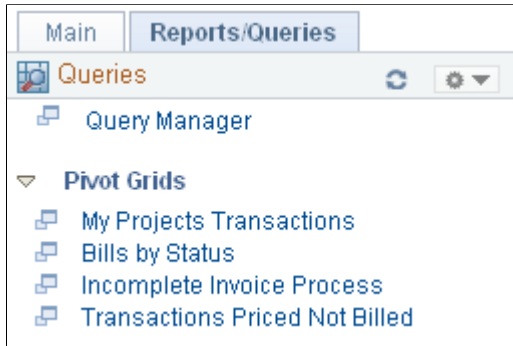 Main Reports/Queries
Queries
Query Manager
Pivot Grids
My Projects Transactions
Bills by Status
Incomplete Invoice Process
Transactions Priced Not Billed